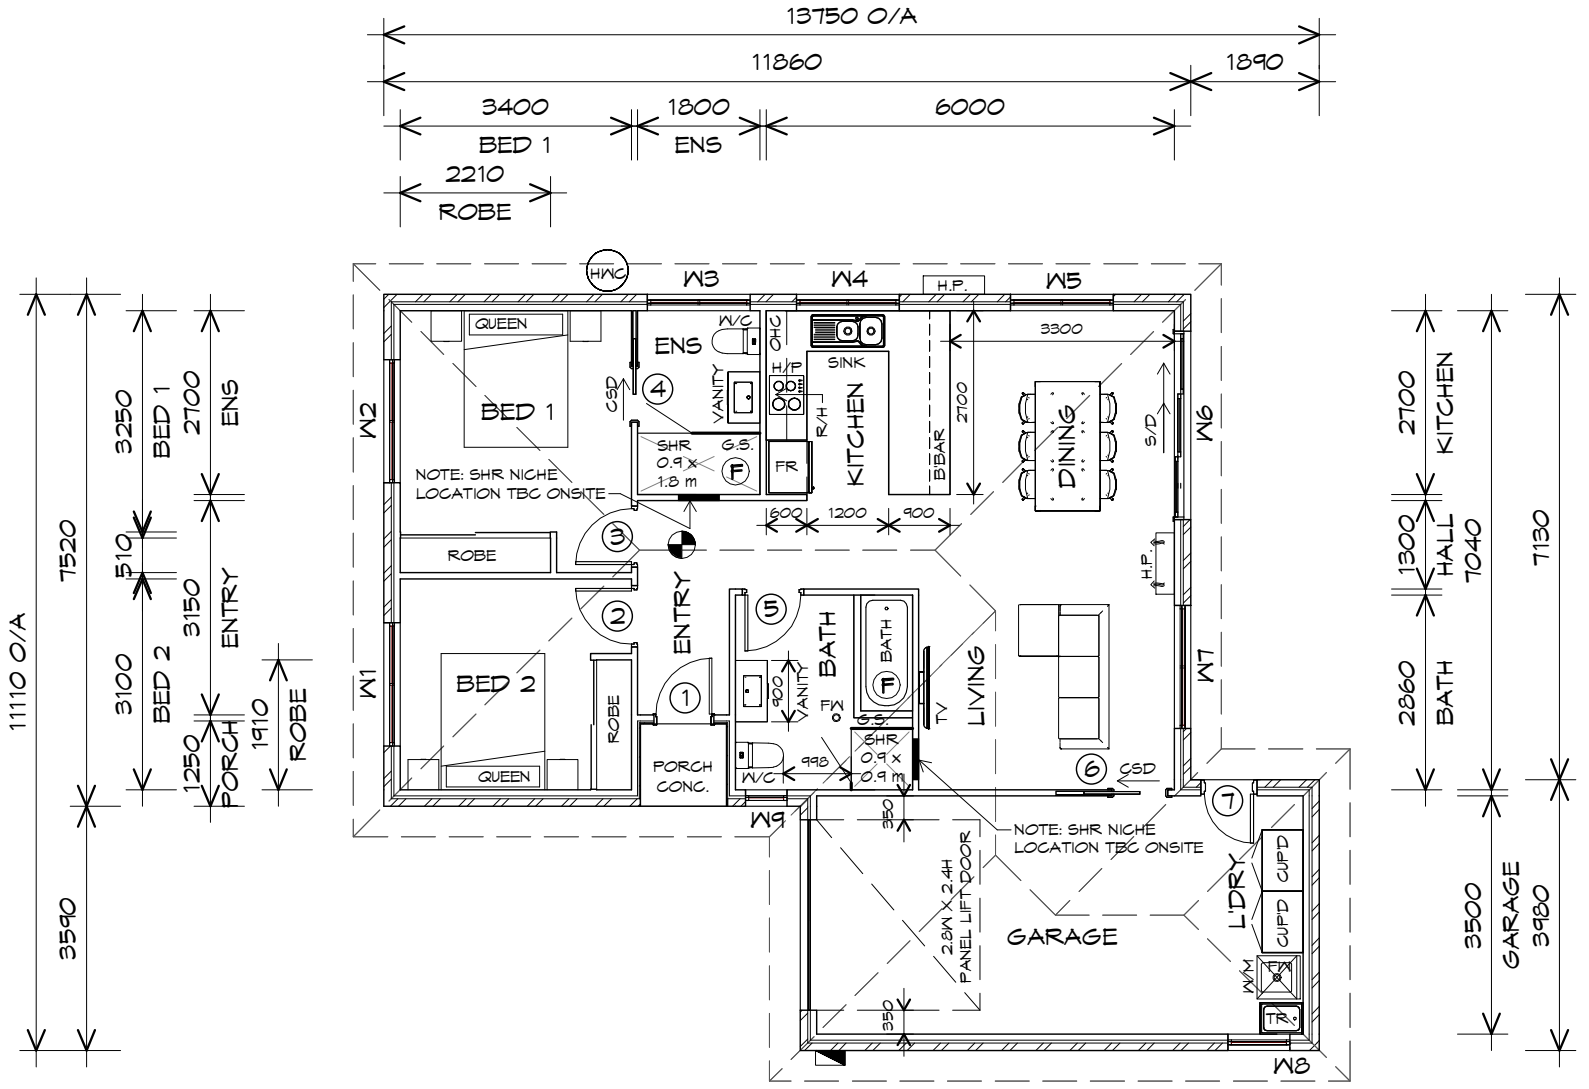 13750 O/A
11860
1890
3400
1800
6000
BED 1
ENS
2210
ROBE
HWC
W3
W4
H.P.
W5
QUEEN
W/C
OHC
3300
ENS
SINK
H/P
CSD
4
VANITY
2700
BED 1
R/H
KITCHEN
DINING
S/D
W2
W6
SHR
0.9 x
1.8 m
G.S.
F
FR
B'BAR
NOTE: SHR NICHE
LOCATION TBC ONSITE
600
1200
900
3
ROBE
H.P.
2
5
ENTRY
BATH
BATH
F
BED 2
1
900
VANITY
FW
TV
LIVING
W1
W7
ROBE
G.S.
SHR
0.9 x
0.9 m
QUEEN
PORCH
CONC.
W/C
998
6
CSD
7
W9
350
NOTE: SHR NICHE
LOCATION TBC ONSITE
2.8W X 2.4H
PANEL LIFT DOOR
L'DRY
CUP'D
CUP'D
GARAGE
W/M
FW
TR
350
W8
11110 O/A
7520
3590
3250
BED 1
510
3100
BED 2
2700
ENS
3150
ENTRY
1250
PORCH
1910
ROBE
2700
KITCHEN
1300
HALL
2860
BATH
7040
3500
GARAGE
7130
3980